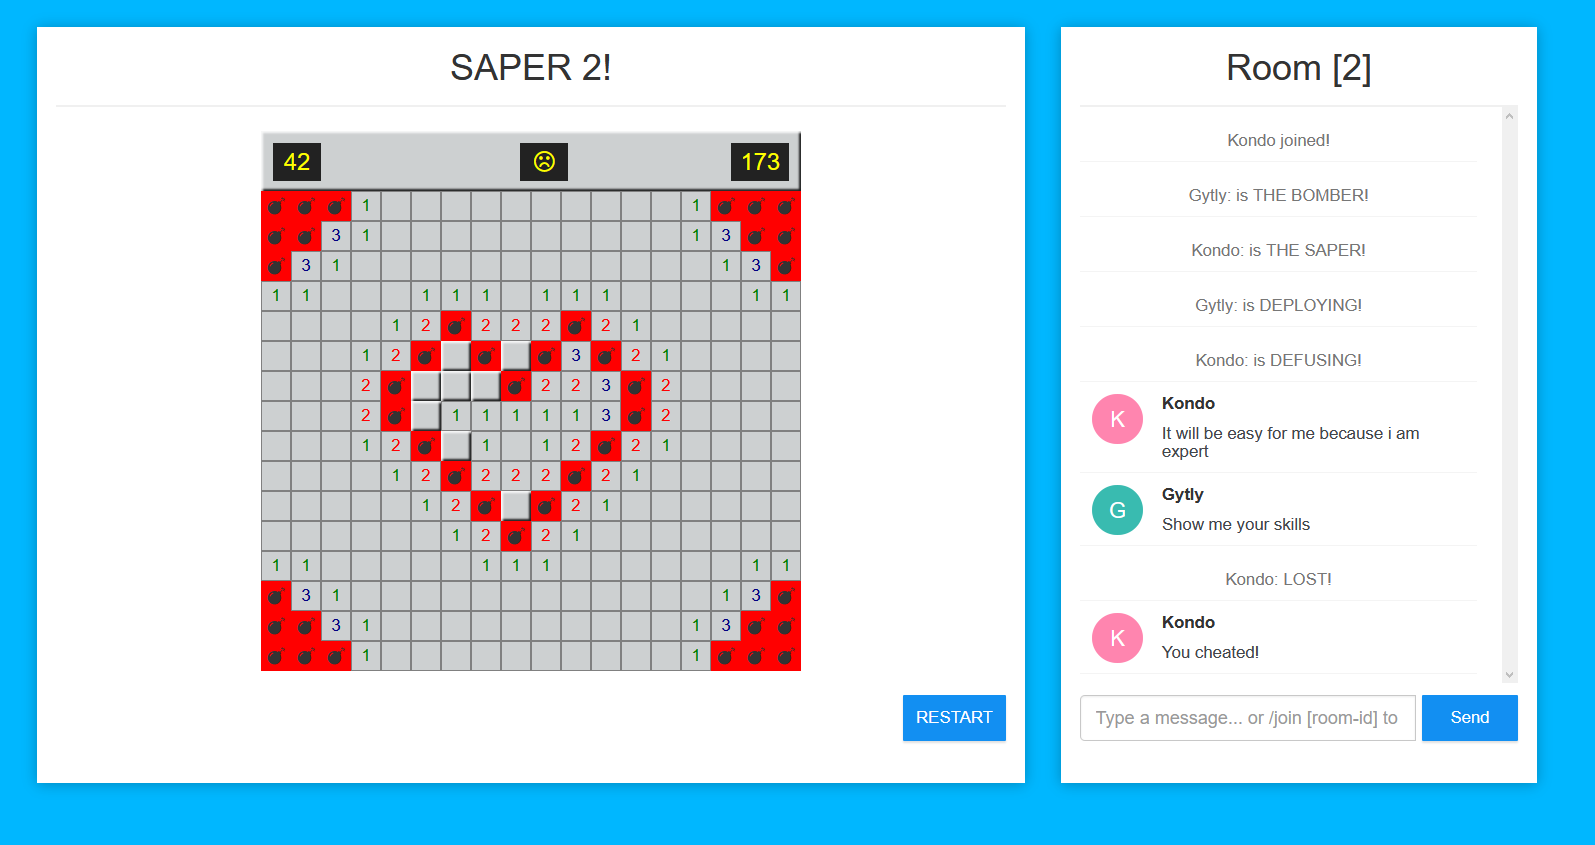 SAPER 2!
42 ☹ 173
1 1
3 1 1 3
3 1 1 3
1 1 1 1 1 1 1 1 1 1
1 2 2 2 2 2 1
1 2 3 2 1
2 2 2 3 2
2 1 1 1 1 1 3 2
1 2 1 1 2 2 1
1 2 2 2 2 2 1
1 2 2 1
1 2 2 1
1 1 1 1 1 1 1
3 1 1 3
3 1 1 3
1 1
RESTART
Room [2]
Kondo joined!
Gytly: is THE BOMBER!
Kondo: is THE SAPER!
Gytly: is DEPLOYING!
Kondo: is DEFUSING!
K
Kondo
It will be easy for me because i am
expert
G
Gytly
Show me your skills
Kondo: LOST!
K
Kondo
You cheated!
Type a message... or /join [room-id] to
Send